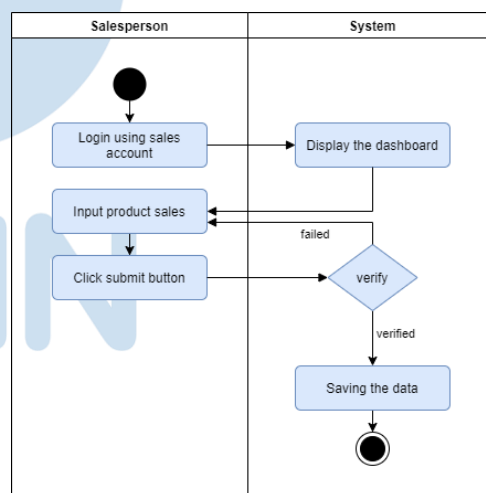 Salesperson
System
Login using sales
account
Display the dashboard
Input product sales
failed
Click submit button
verify
verified
Saving the data